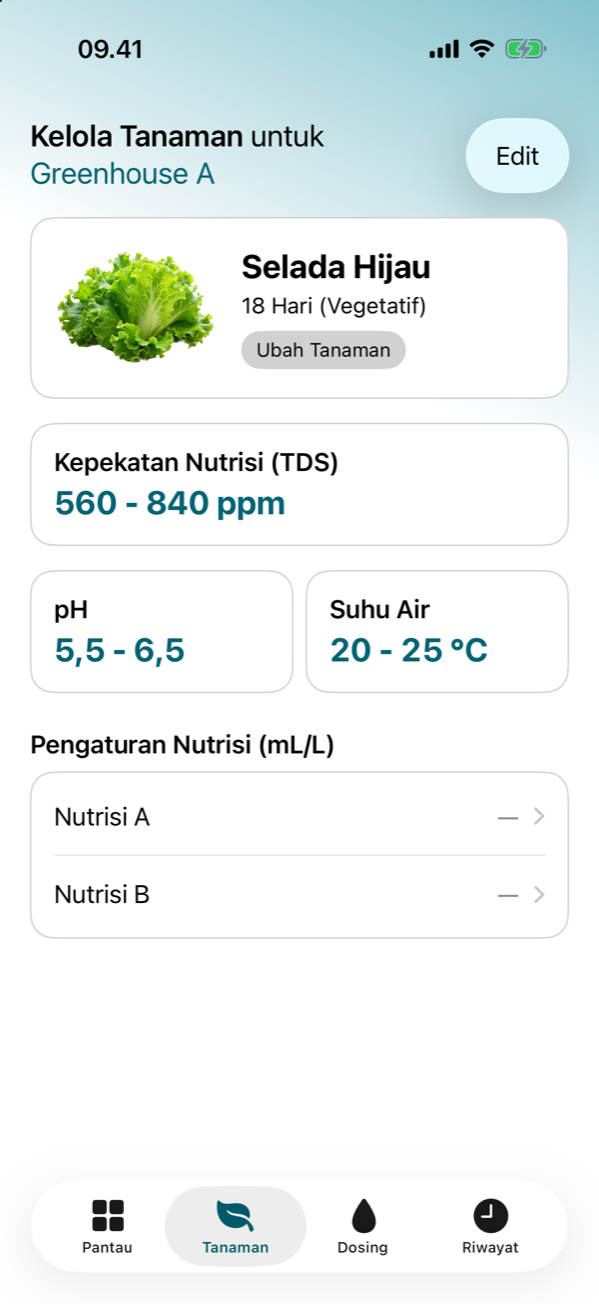 09.41
Kelola Tanaman untuk
Greenhouse A
Edit
Selada Hijau
18 Hari (Vegetatif)
Ubah Tanaman
Kepekatan Nutrisi (TDS)
560 - 840 ppm
pH
5,5 - 6,5
Suhu Air
20 - 25 °C
Pengaturan Nutrisi (mL/L)
Nutrisi A —
Nutrisi B —
Pantau
Tanaman
Dosing
Riwayat